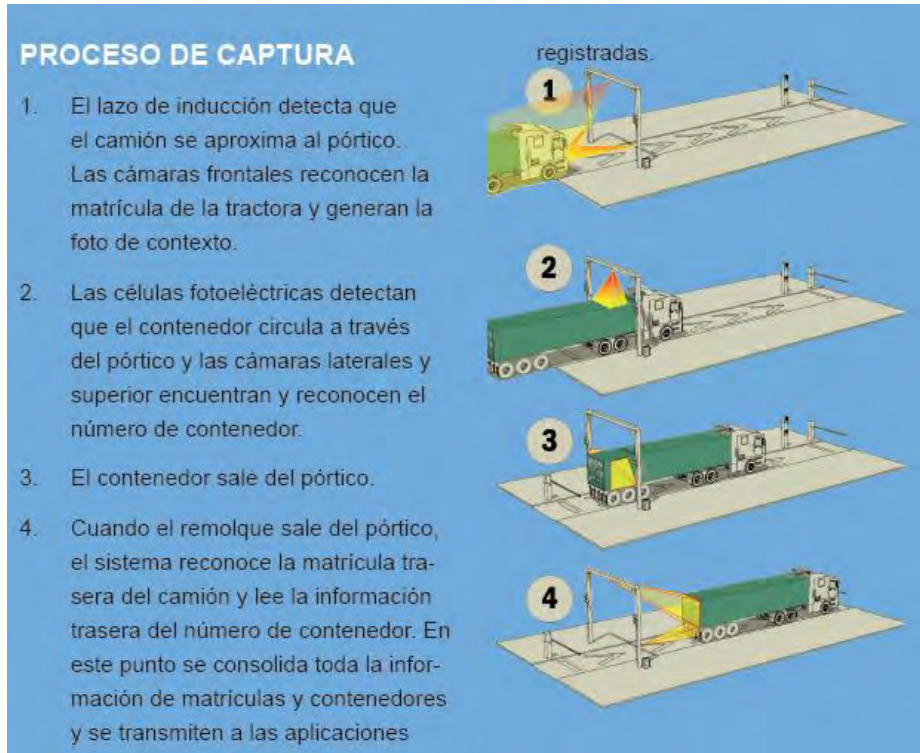 PROCESO DE CAPTURA
1. El lazo de inducción detecta que
el camión se aproxima al pórtico.
Las cámaras frontales reconocen la
matrícula de la tractora y generan la
foto de contexto.
2. Las células fotoeléctricas detectan
que el contenedor circula a través
del pórtico y las cámaras laterales y
superior encuentran y reconocen el
número de contenedor.
3. El contenedor sale del pórtico.
4. Cuando el remolque sale del pórtico,
el sistema reconoce la matrícula tra-
sera del camión y lee la información
trasera del número de contenedor. En
este punto se consolida toda la infor-
mación de matrículas y contenedores
y se transmiten a las aplicaciones
registradas.
1
2
3
4